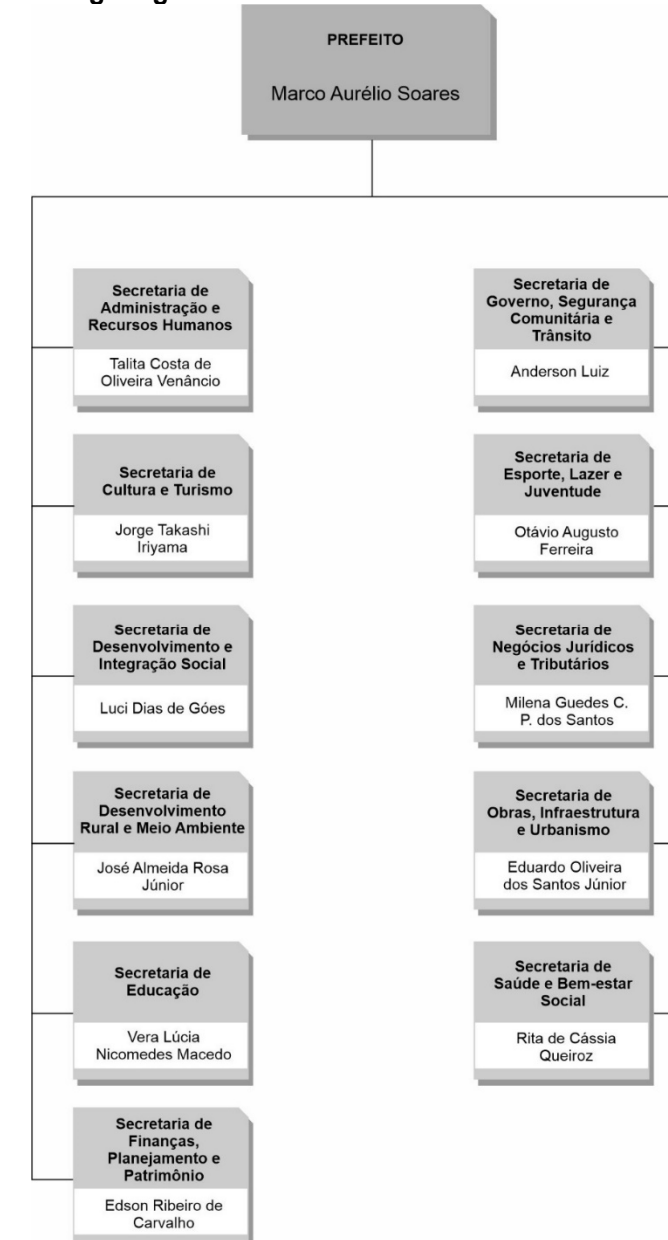 PREFEITO
Marco Aurélio Soares
Secretaria de
Administração e
Recursos Humanos
Talita Costa de
Oliveira Venâncio
Secretaria de
Cultura e Turismo
Jorge Takashi
Iriyama
Secretaria de
Desenvolvimento e
Integração Social
Luci Dias de Góes
Secretaria de
Desenvolvimento
Rural e Meio Ambiente
José Almeida Rosa
Júnior
Secretaria de
Educação
Vera Lúcia
Nicomedes Macedo
Secretaria de
Finanças,
Planejamento e
Patrimônio
Edson Ribeiro de
Carvalho
Secretaria de
Governo, Segurança
Comunitária e
Trânsito
Anderson Luiz
Secretaria de
Esporte, Lazer e
Juventude
Otávio Augusto
Ferreira
Secretaria de
Negócios Jurídicos
e Tributários
Milena Guedes C.
P. dos Santos
Secretaria de
Obras, Infraestrutura
e Urbanismo
Eduardo Oliveira
dos Santos Júnior
Secretaria de
Saúde e Bem-estar
Social
Rita de Cássia
Queiroz